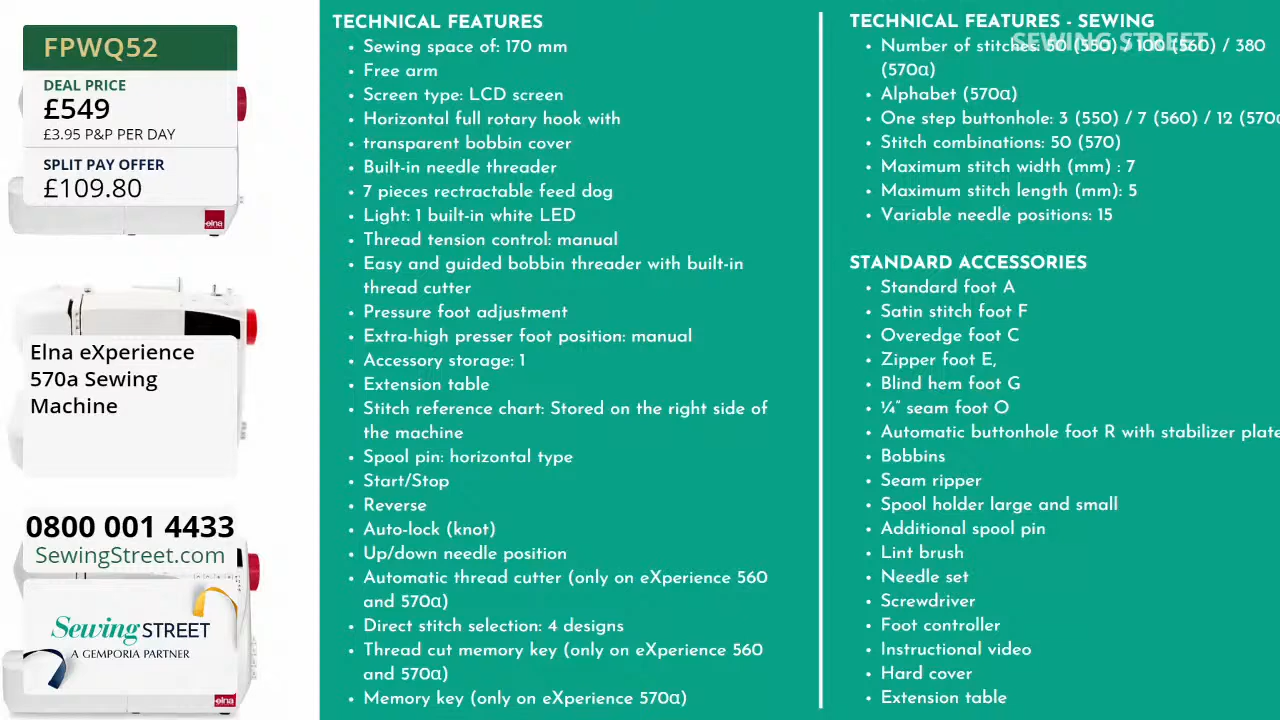 FPWQ52
DEAL PRICE
£549
£3.95 P&P PER DAY
SPLIT PAY OFFER
£109.80
elna
Elna eXperience
570a Sewing
Machine
0800 001 4433
SewingStreet.com
Sewing STREET
A GEMPORIA PARTNER
elna
TECHNICAL FEATURES
• Sewing space of: 170 mm
• Free arm
• Screen type: LCD screen
• Horizontal full rotary hook with
• transparent bobbin cover
• Built-in needle threader
• 7 pieces rectractable feed dog
• Light: 1 built-in white LED
• Thread tension control: manual
• Easy and guided bobbin threader with built-in
thread cutter
• Pressure foot adjustment
• Extra-high presser foot position: manual
• Accessory storage: 1
• Extension table
• Stitch reference chart: Stored on the right side of
the machine
• Spool pin: horizontal type
• Start/Stop
• Reverse
• Auto-lock (knot)
• Up/down needle position
• Automatic thread cutter (only on eXperience 560
and 570α)
• Direct stitch selection: 4 designs
• Thread cut memory key (only on eXperience 560
and 570α)
• Memory key (only on eXperience 570α)
TECHNICAL FEATURES - SEWING
SEWING STREET
• Number of stitches: 50 (550) / 100 (560) / 380
(570α)
• Alphabet (570α)
• One step buttonhole: 3 (550) / 7 (560) / 12 (570α
• Stitch combinations: 50 (570)
• Maximum stitch width (mm) : 7
• Maximum stitch length (mm): 5
• Variable needle positions: 15
STANDARD ACCESSORIES
• Standard foot A
• Satin stitch foot F
• Overedge foot C
• Zipper foot E,
• Blind hem foot G
• ¼" seam foot O
• Automatic buttonhole foot R with stabilizer plate
• Bobbins
• Seam ripper
• Spool holder large and small
• Additional spool pin
• Lint brush
• Needle set
• Screwdriver
• Foot controller
• Instructional video
• Hard cover
• Extension table